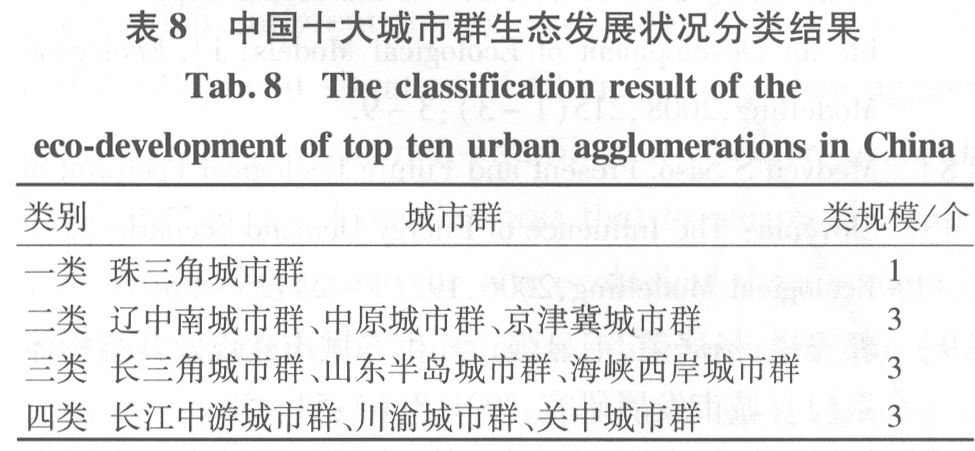 表8 中国十大城市群生态发展状况分类结果
Tab. 8 The classification result of the
eco-development of top ten urban agglomerations in China
类别 城市群 类规模/个
一类 珠三角城市群 1
二类 辽中南城市群、中原城市群、京津冀城市群 3
三类 长三角城市群、山东半岛城市群、海峡西岸城市群 3
四类 长江中游城市群、川渝城市群、关中城市群 3